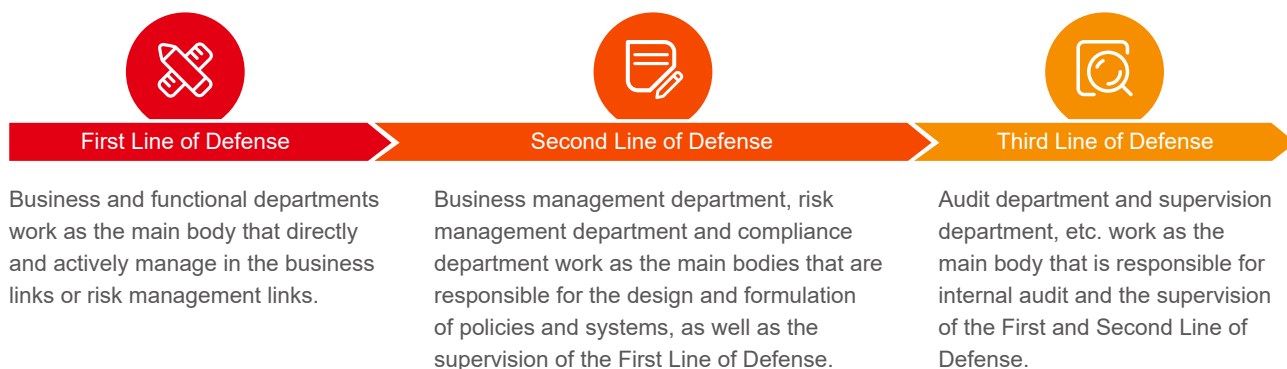 First Line of Defense
Business and functional departments
work as the main body that directly
and actively manage in the business
links or risk management links.
Second Line of Defense
Business management department, risk
management department and compliance
department work as the main bodies that are
responsible for the design and formulation
of policies and systems, as well as the
supervision of the First Line of Defense.
Third Line of Defense
Audit department and supervision
department, etc. work as the
main body that is responsible for
internal audit and the supervision
of the First and Second Line of
Defense.